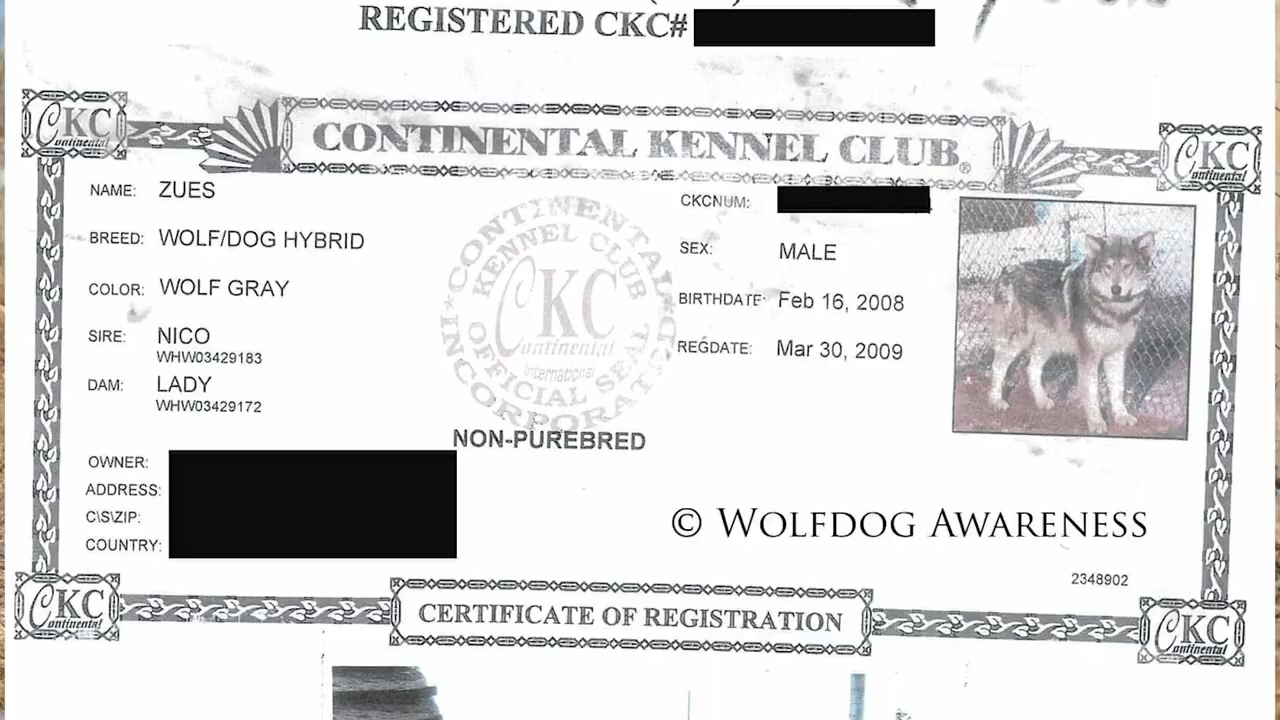 REGISTERED CKC#
CKC
Continental
CONTINENTAL KENNEL CLUB®
CKC
Continental
NAME: ZUES
BREED: WOLF/DOG HYBRID
COLOR: WOLF GRAY
SIRE: NICO
WHW03429183
DAM: LADY
WHW03429172
CONTINENTAL KENNEL CLUB
CKC
Continental
International
OFFICIAL SEAL
INCORPORATED
NON-PUREBRED
CKCNUM:
SEX: MALE
BIRTHDATE: Feb 16, 2008
REGDATE: Mar 30, 2009
OWNER:
ADDRESS:
C\S\ZIP:
COUNTRY:
© WOLFDOG AWARENESS
2348902
CKC
Continental
CERTIFICATE OF REGISTRATION
CKC
Continental